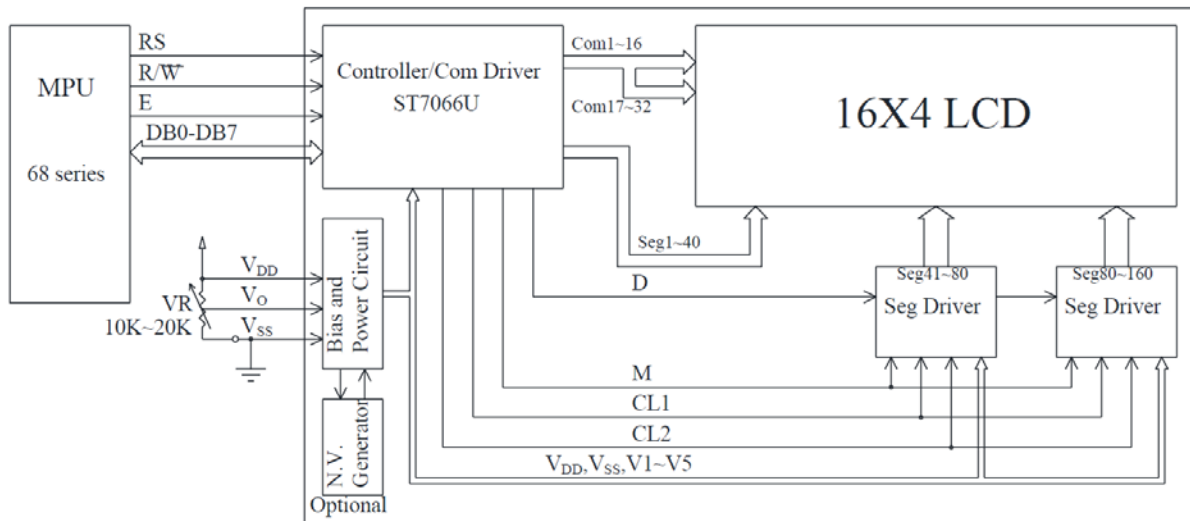 MPU
68 series
RS
R/W̅
E
DB0-DB7
Controller/Com Driver
ST7066U
Com1~16
Com17~32
16X4 LCD
Seg1~40
D
Seg41~80
Seg Driver
Seg80~160
Seg Driver
VDD
VO
VSS
VR
10K~20K
Bias and
Power Circuit
N.V.
Generator
Optional
M
CL1
CL2
VDD,VSS,V1~V5